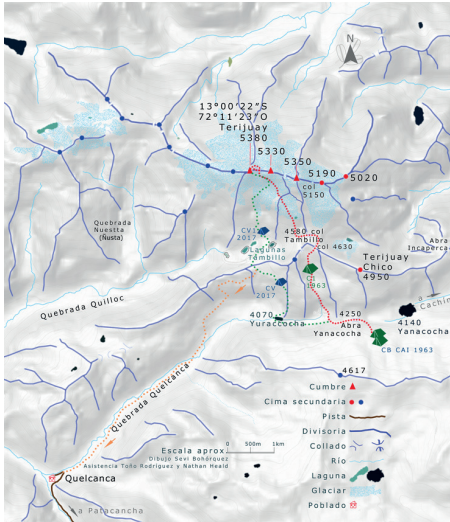 N
13°00'22"S
72°11'23"O
Terijuay
5380
5330
5350
5190
5020
col
5150
Quebrada
Nuestta
(Ñusta)
CV
2017
4580 col
Tambillo
col 4630
Lagunas
Tambillo
Abra
Incaperca
Terijuay
Chico
4950
CV
2017
1963
Cachin
Quebrada Quilloc
4070
Yuraccocha
4250
Abra
Yanacocha
4140
Yanacocha
CB CAI 1963
4617
Quebrada Quelcanca
Cumbre
Cima secundaria
Pista
Divisoria
Collado
Río
Laguna
Glaciar
Poblado
Escala aprox
0 500m 1km
Dibujo Sevi Bohórquez
Asistencia Toño Rodríguez y Nathan Heald
Quelcanca
a Patacancha